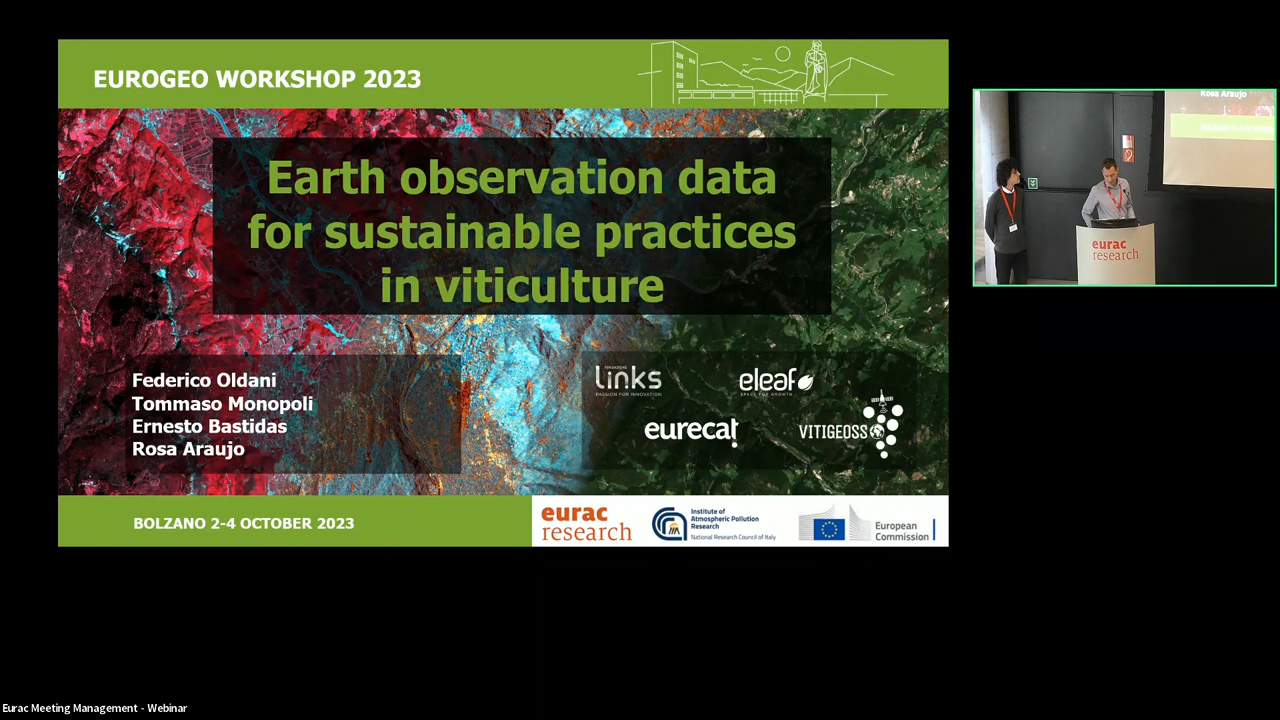 EUROGEO WORKSHOP 2023
Earth observation data
for sustainable practices
in viticulture
Federico Oldani
Tommaso Monopoli
Ernesto Bastidas
Rosa Araujo
FONDAZIONE
links
PASSION FOR INNOVATION
eleaf
SPACE FOR GROWTH
eurecat
VITIGEOSS
BOLZANO 2-4 OCTOBER 2023
eurac
research
Institute of
Atmospheric Pollution
Research
National Research Council of Italy
European
Commission
Rosa Araujo
eurac
research
Eurac Meeting Management - Webinar